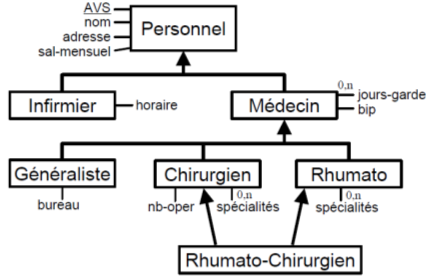 AVS
nom
adresse
sal-mensuel
Personnel
Infirmier
horaire
Médecin
0,n
jours-garde
bip
Généraliste
bureau
Chirurgien
nb-oper
0,n
spécialités
Rhumato
0,n
spécialités
Rhumato-Chirurgien